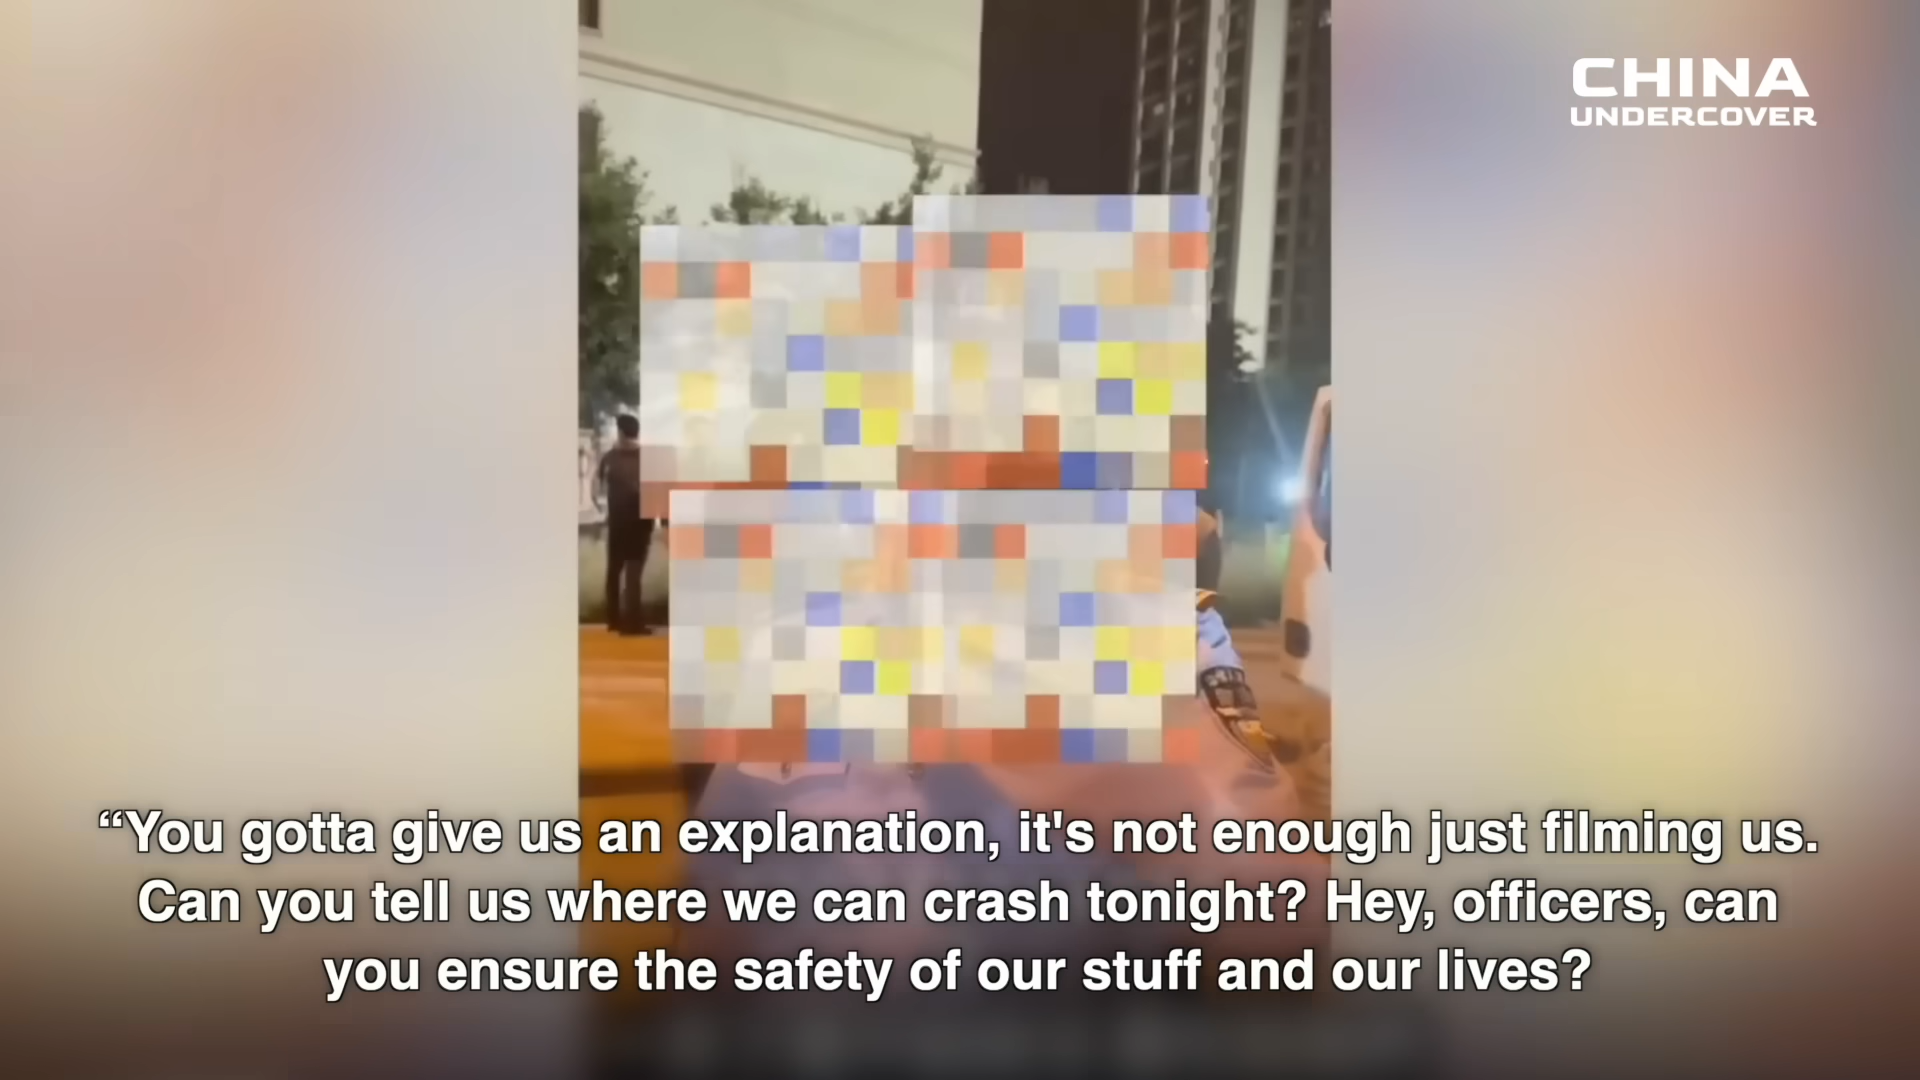 CHINA
UNDERCOVER
“You gotta give us an explanation, it's not enough just filming us.
Can you tell us where we can crash tonight? Hey, officers, can
you ensure the safety of our stuff and our lives?